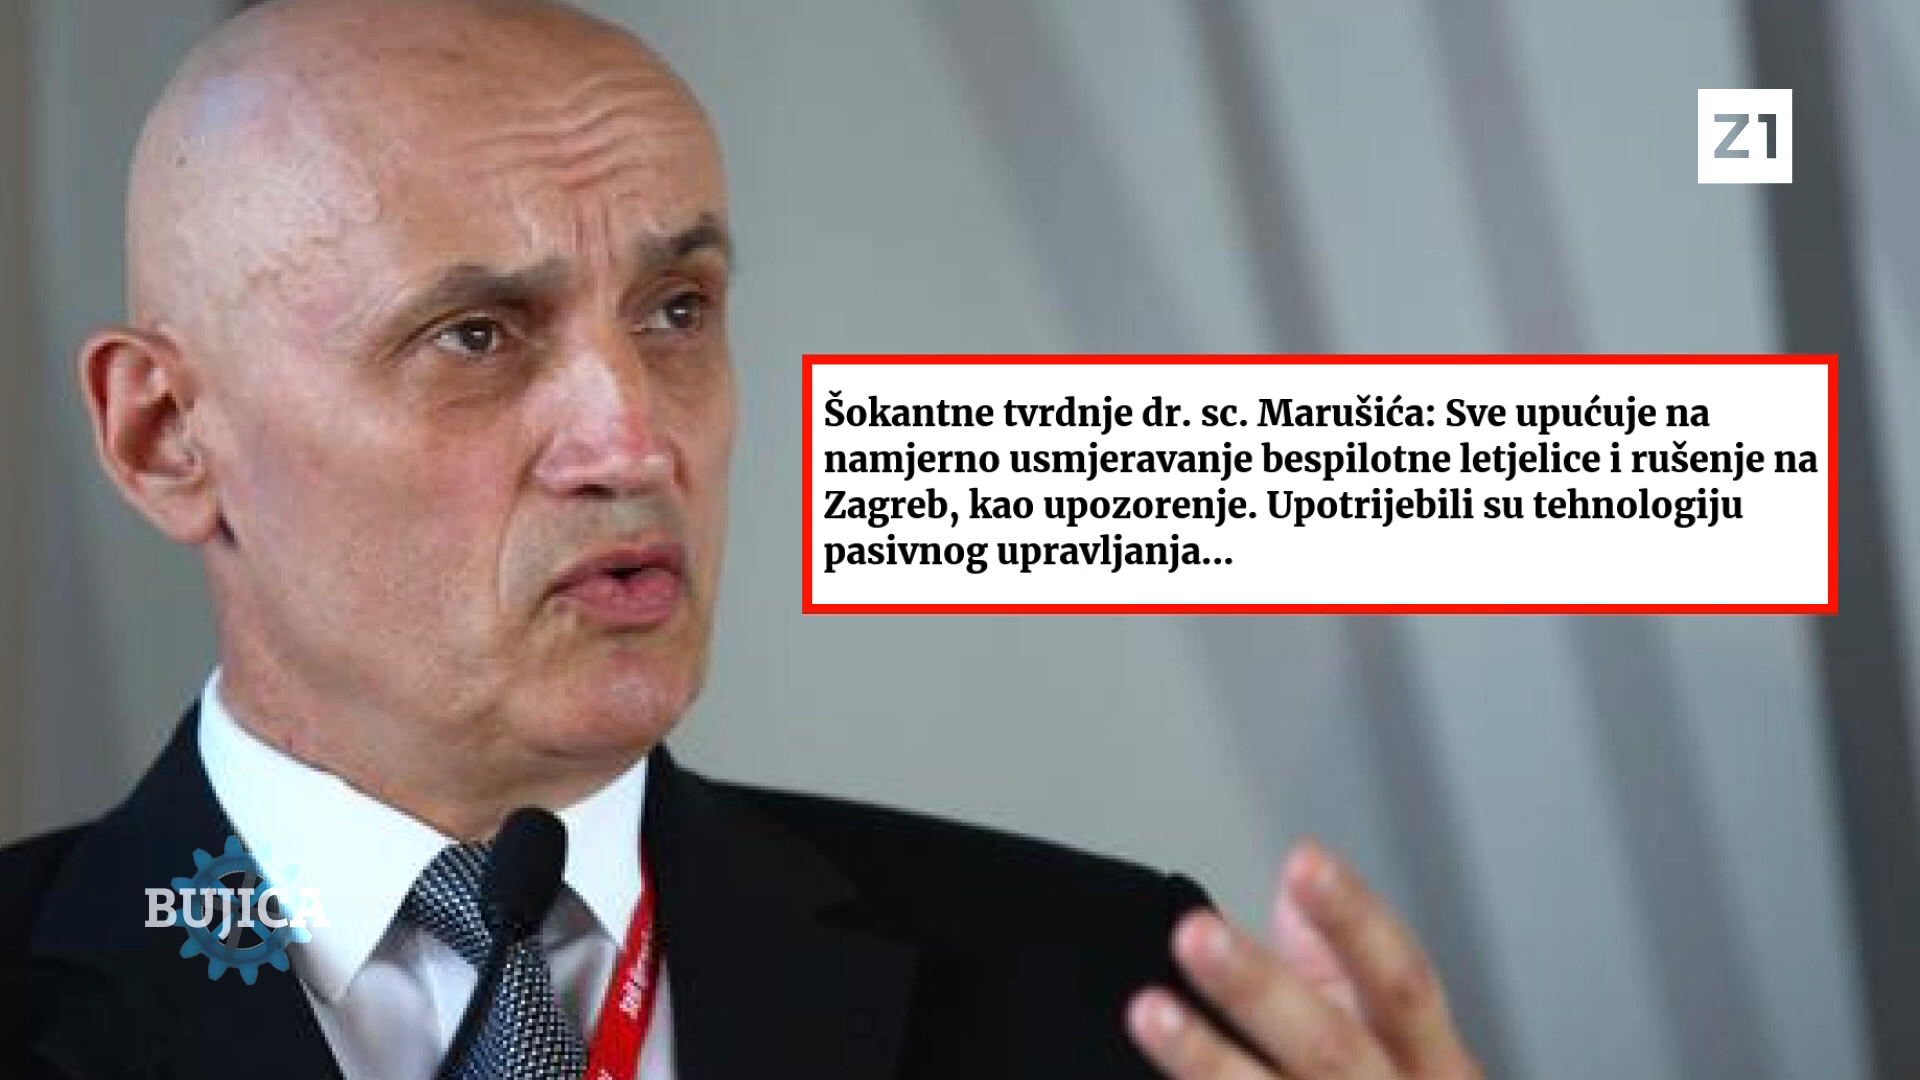 Z1
Šokantne tvrdnje dr. sc. Marušića: Sve upućuje na
namjerno usmjeravanje bespilotne letjelice i rušenje na
Zagreb, kao upozorenje. Upotrijebili su tehnologiju
pasivnog upravljanja...
BUJICA